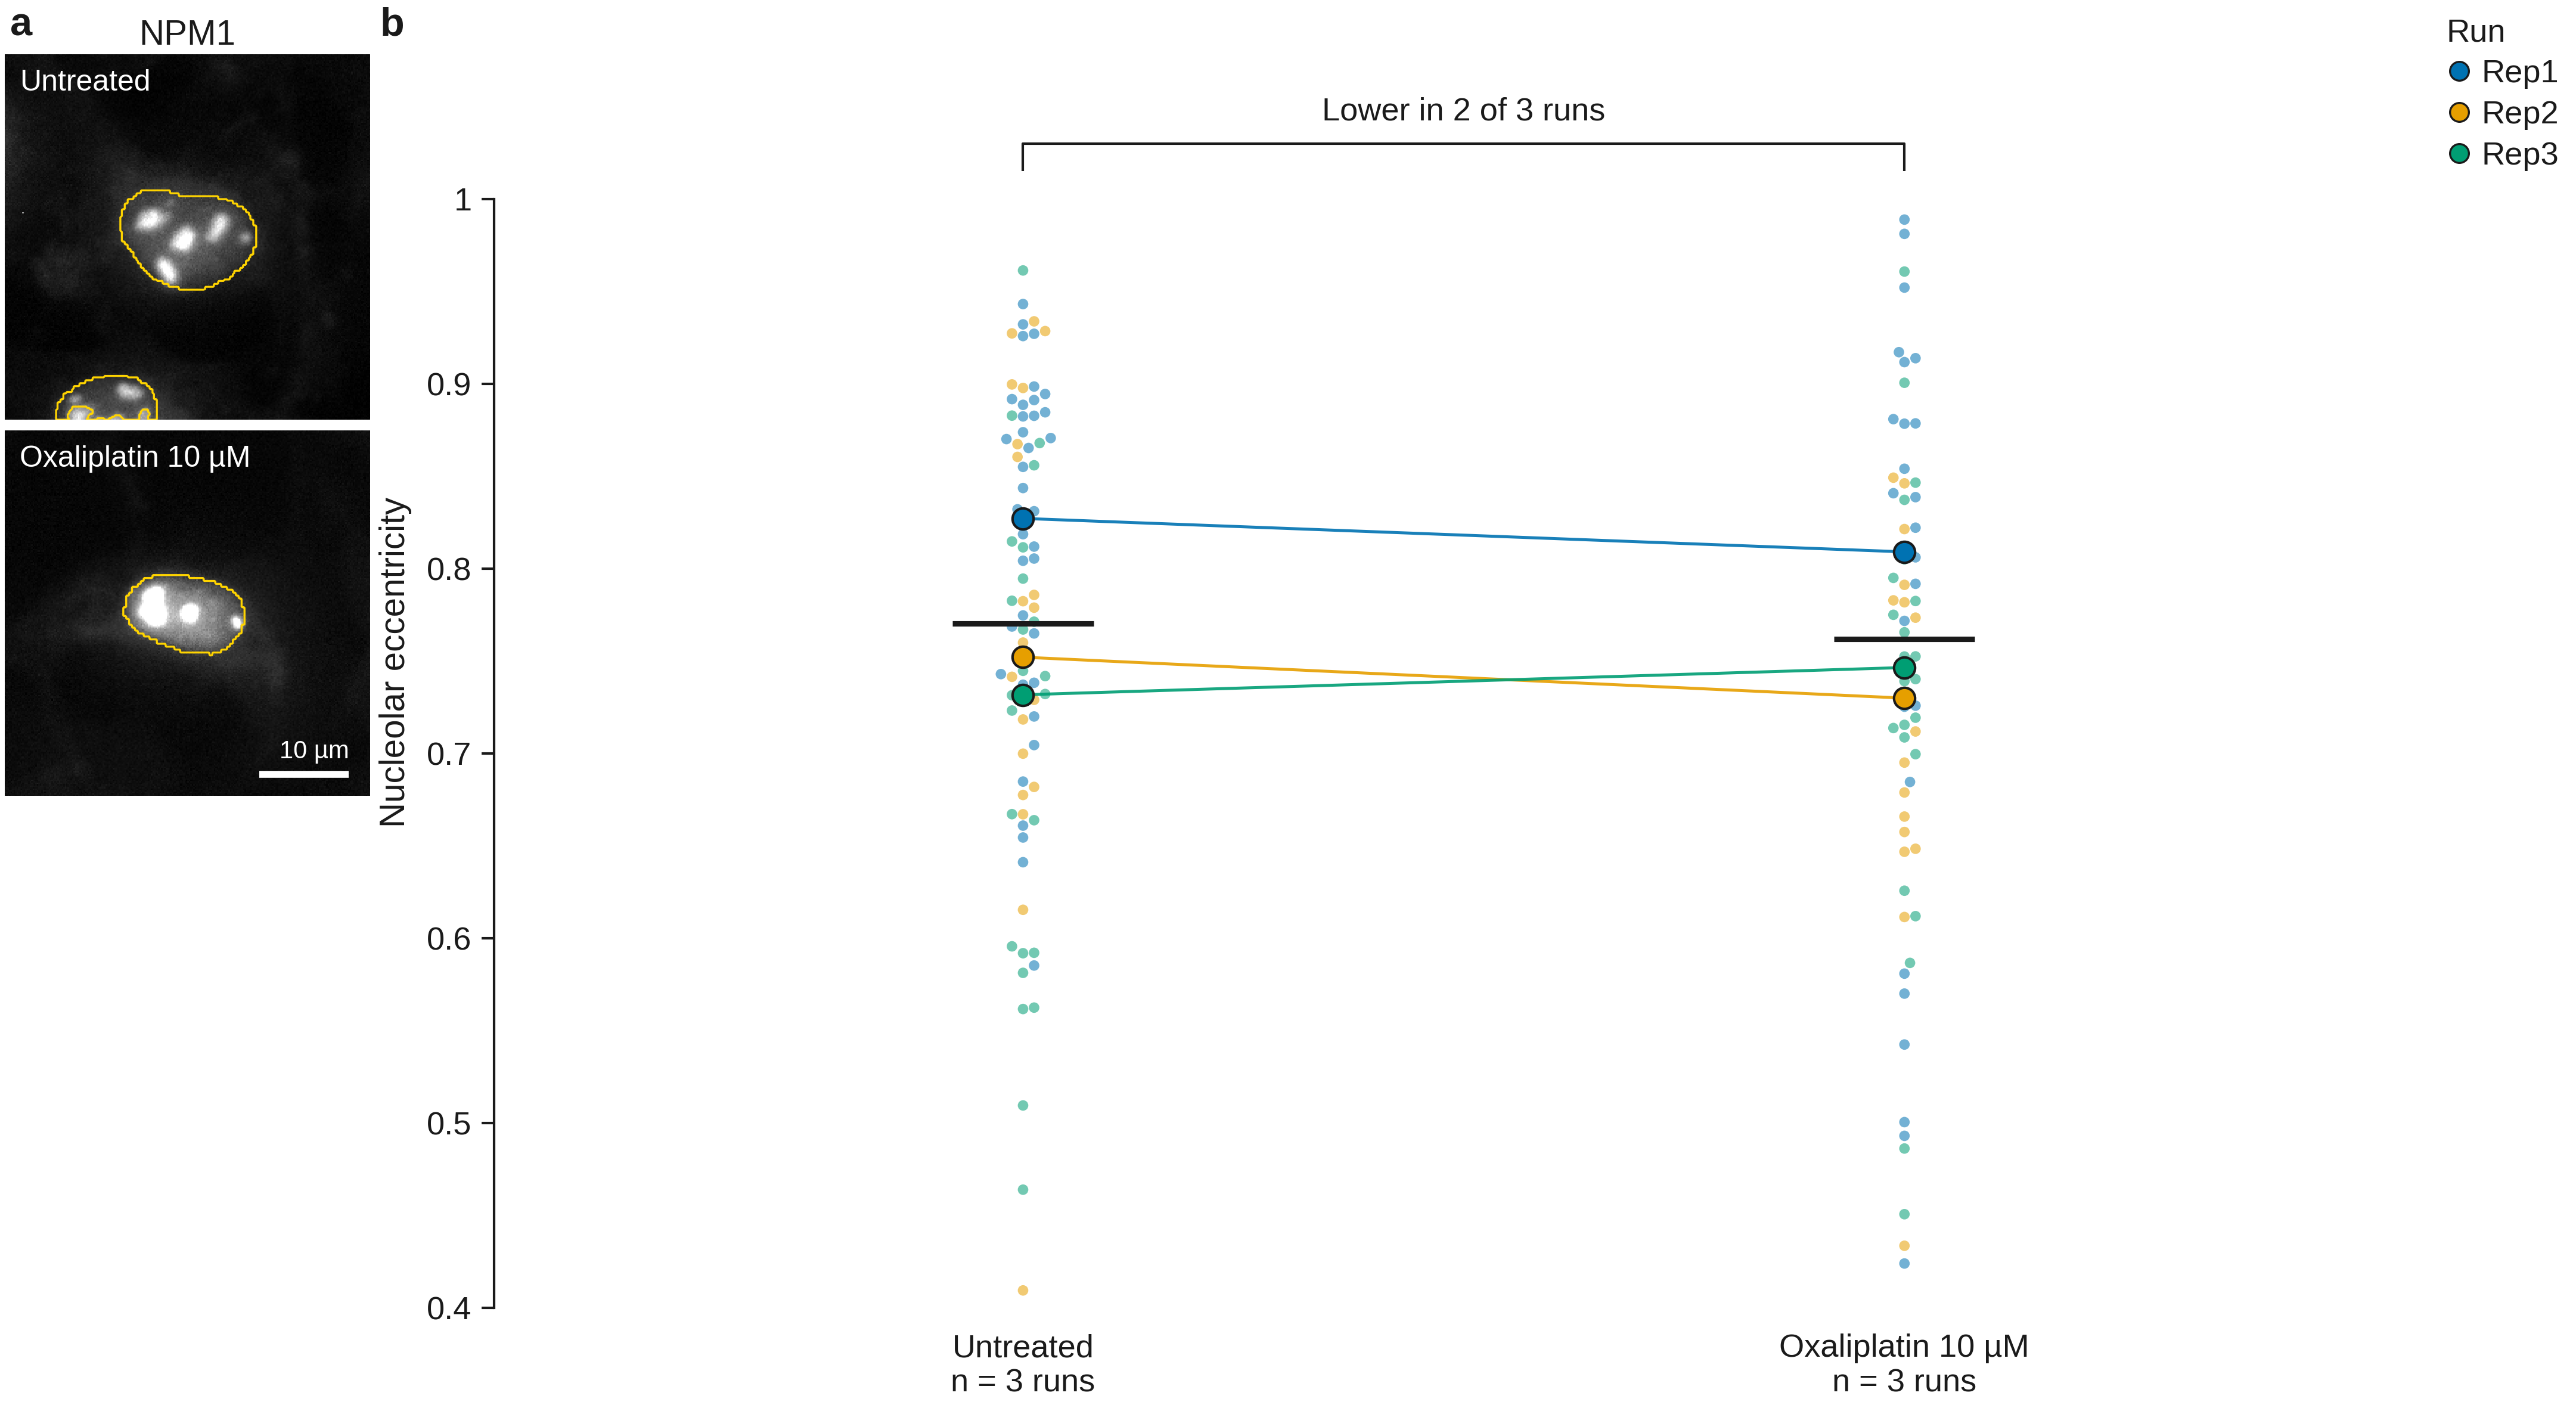 a
NPM1
Untreated
Oxaliplatin 10 µM
10 µm
b
Lower in 2 of 3 runs
Run
Rep1
Rep2
Rep3
Nucleolar eccentricity
1
0.9
0.8
0.7
0.6
0.5
0.4
Untreated
n = 3 runs
Oxaliplatin 10 µM
n = 3 runs